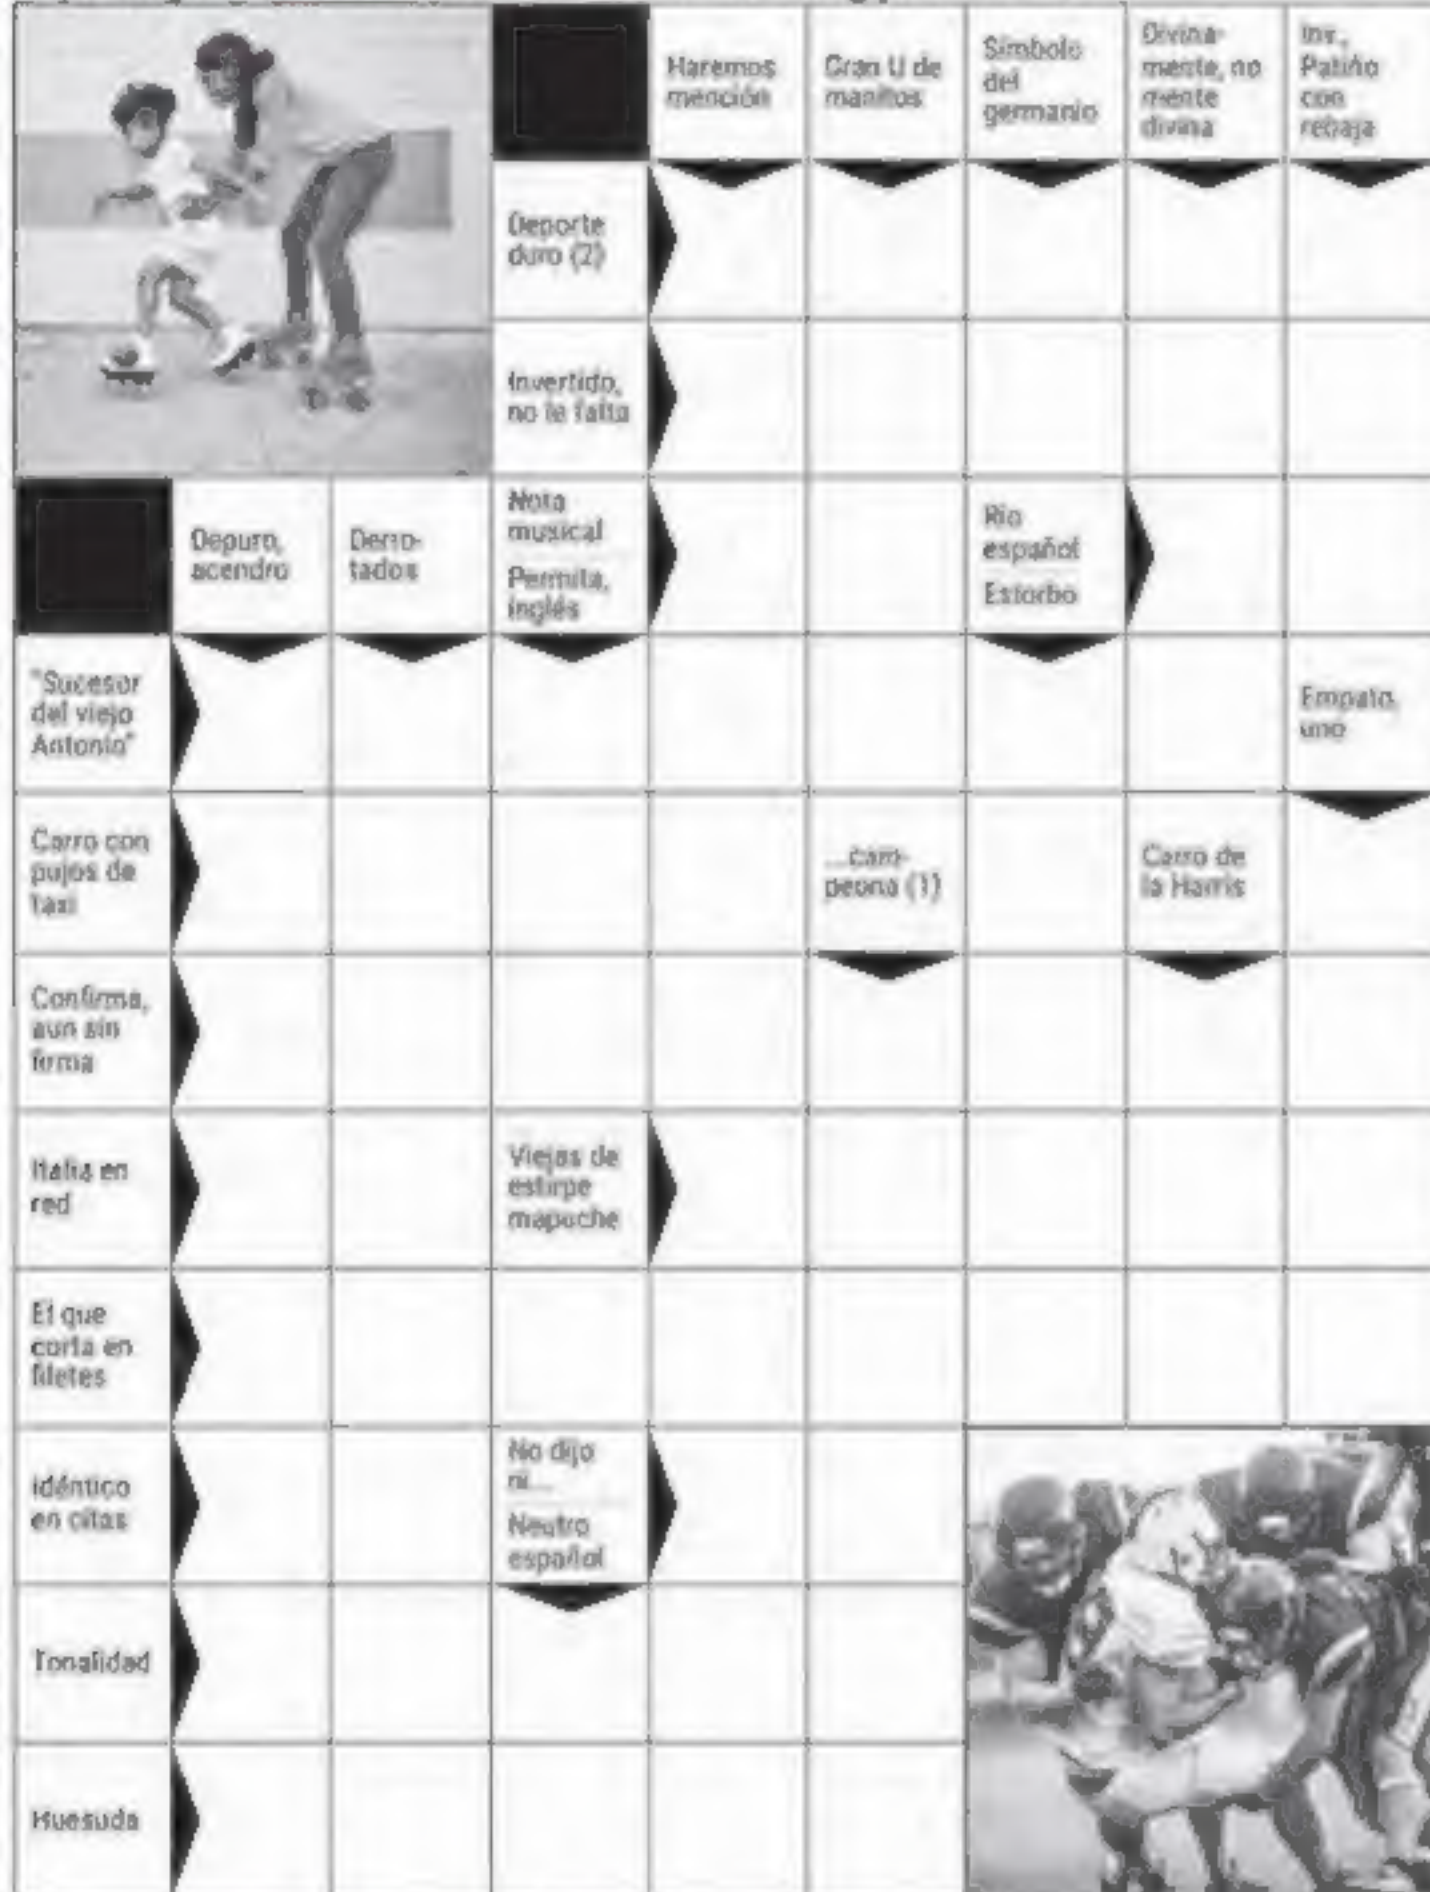 Haremos
mención
Gran U de
manitos
Símbolo
del
germanio
Divina-
mente, no
mente
divina
Inv.,
Patiño
con
rebaja
Deporte
duro (2)
Invertido,
no le falta
Depuro,
acendro
Derro-
tados
Nota
musical
Permita,
inglés
Río
español
Estorbo
"Sucesor
del viejo
Antonio"
Empato,
uno
Carro con
pujos de
taxi
...cam-
peona (1)
Carro de
la Harris
Confirma,
aun sin
firma
Italia en
red
Viejas de
estirpe
mapuche
El que
corta en
filetes
Idéntico
en citas
No dijo
ni...
Neutro
español
Tonalidad
Huesuda